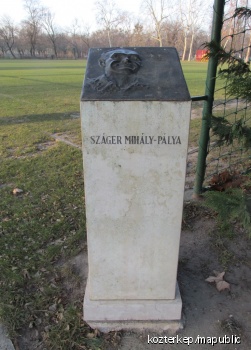 SZÁGER MIHÁLY-PÁLYA
kozterkep/mapublic